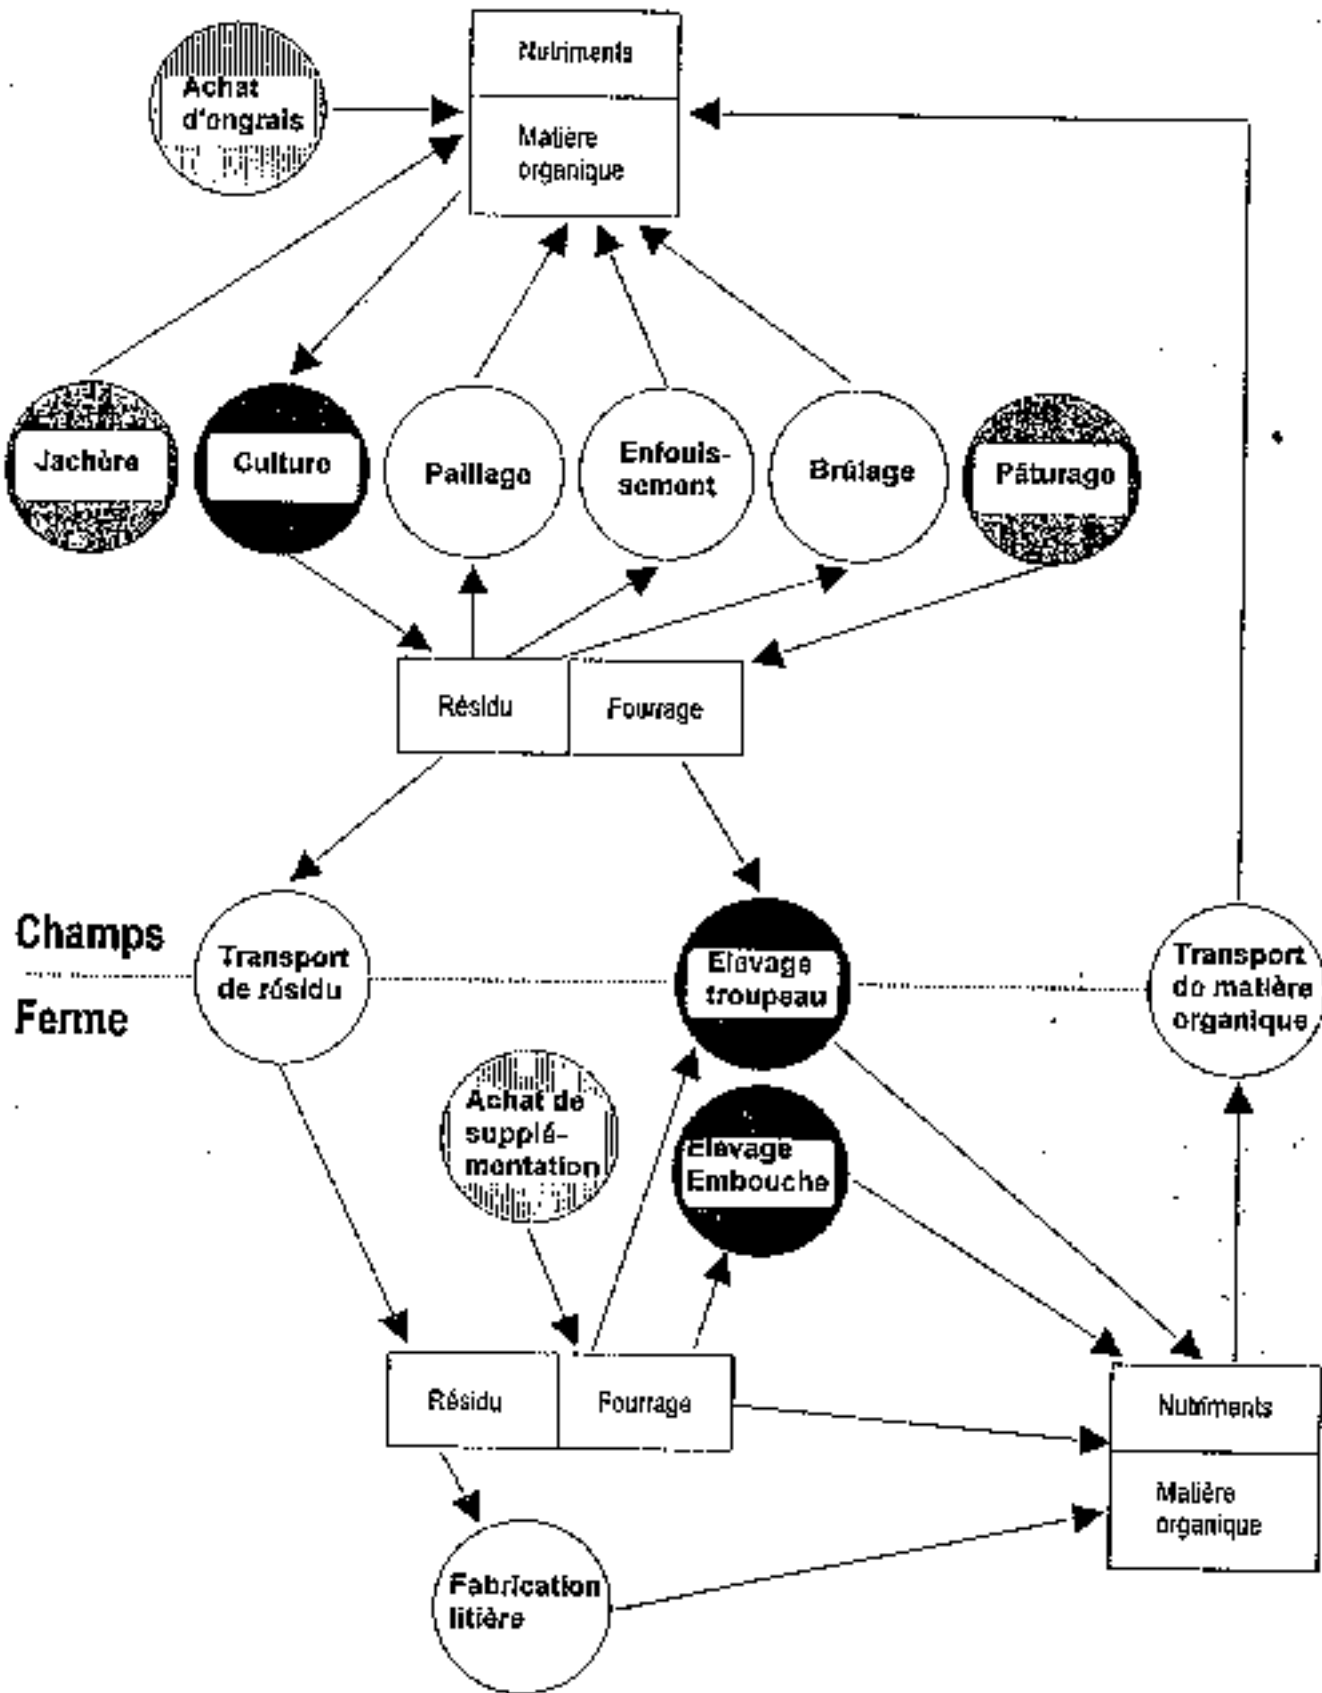 Nutriments
Achat
d'ongrais
Matière
organique
Jachère
Culture
Paillage
Enfouis-
sement
Brûlage
Pâturage
Résidu
Fourrage
Champs
Ferme
Transport
de résidu
Elevage
troupeau
Transport
de matière
organique
Achat de
supplé-
mentation
Elevage
Embouche
Résidu
Fourrage
Nutriments
Matière
organique
Fabrication
litière